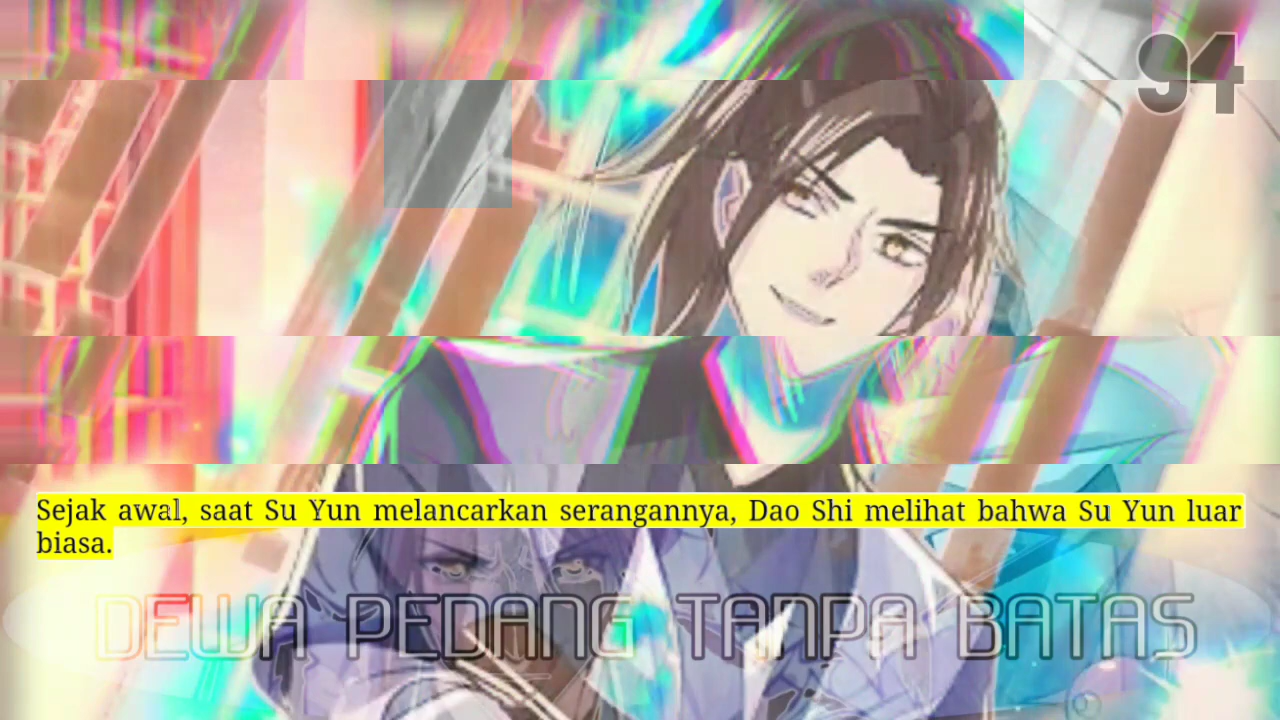 94
Sejak awal, saat Su Yun melancarkan serangannya, Dao Shi melihat bahwa Su Yun luar
biasa.
DEWA PEDANG TANPA BATAS